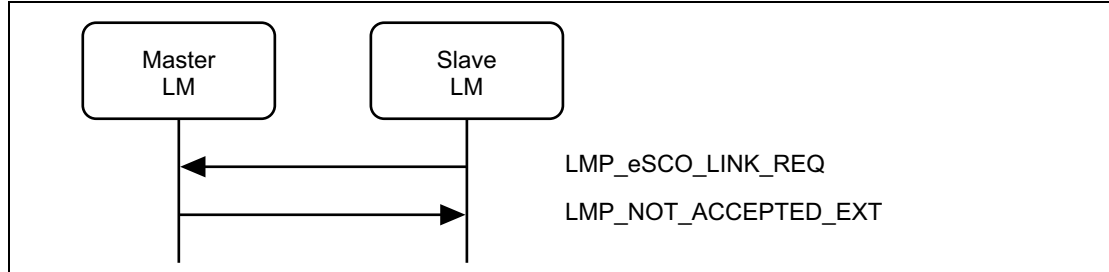 Master
LM
Slave
LM
LMP_eSCO_LINK_REQ
LMP_NOT_ACCEPTED_EXT